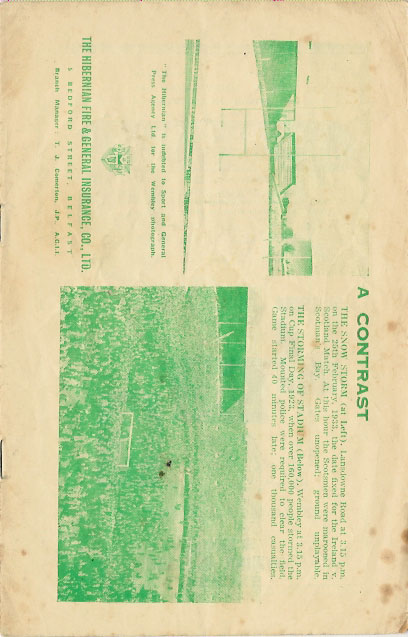 A CONTRAST
THE SNOW STORM (at Left). Lansdowne Road at 3.15 p.m.
on the 25th February, 1933, the date fixed for the Ireland v.
Scotland Match. At this hour the Scotsmen were marooned in
Scotman's Bay. Gates unopened; ground unplayable.
THE STORMING OF STADIUM (Below). Wembley at 3.15 p.m.
on Cup Final Day, 1923, when over 160,000 people stormed the
Stadium. Mounted police were required to clear the field.
Game started 40 minutes late; one thousand casualties.
"The Hibernian" is indebted to Sport and General
Press Agency Ltd. for the Wembley photograph.
THE HIBERNIAN FIRE & GENERAL INSURANCE, CO., LTD.
5 BEDFORD STREET BELFAST
Branch Manager: T. J. Comerton, J.P. A.C.I.I.